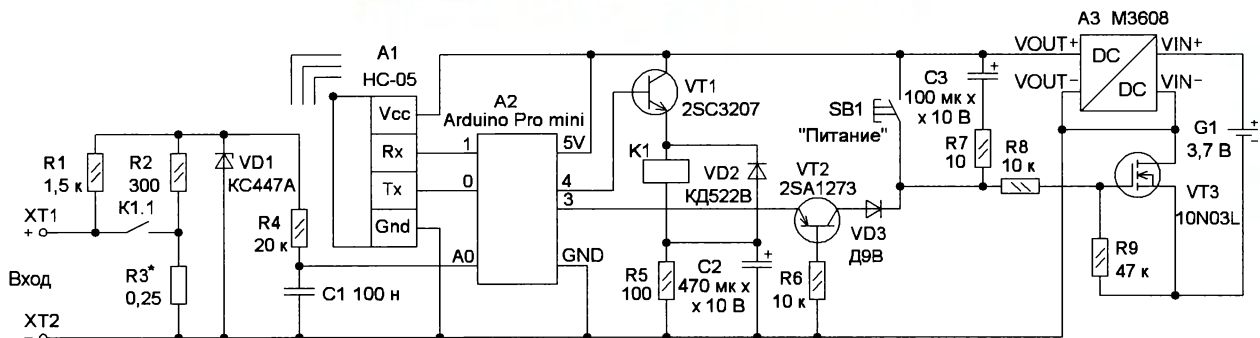 A3 M3608
VOUT+
VIN+
DC
VOUT−
VIN−
DC
A1
HC-05
Vcc
Rx
Tx
Gnd
A2
Arduino Pro mini
1
0
A0
5V
4
3
GND
VT1
2SC3207
K1
VD2
КД522В
VT2
2SA1273
VD3
Д9В
SB1
"Питание"
C3
100 мк x
x 10 В
R7
10
R8
10 к
G1
3,7 В
+
−
VT3
10N03L
R9
47 к
R1
1,5 к
R2
300
K1.1
VD1
КС447А
R4
20 к
XT1
+
Вход
R3*
0,25
C1 100 н
XT2
−
R5
100
C2
470 мк x
x 10 В
+
R6
10 к
+